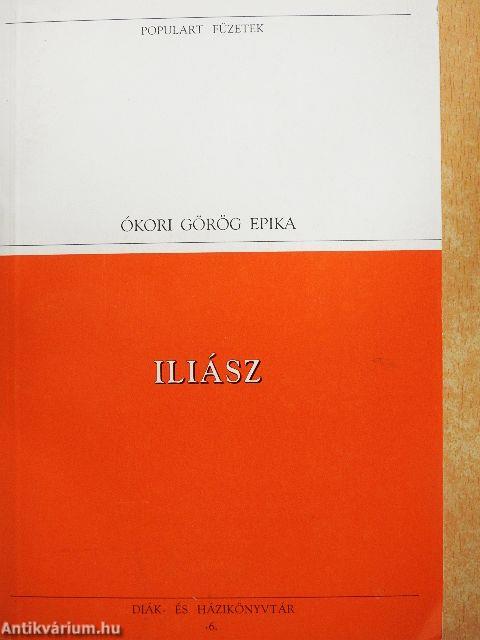 POPULART FÜZETEK
ÓKORI GÖRÖG EPIKA
ILIÁSZ
DIÁK- ÉS HÁZIKÖNYVTÁR
-6.
Antikvárium.hu